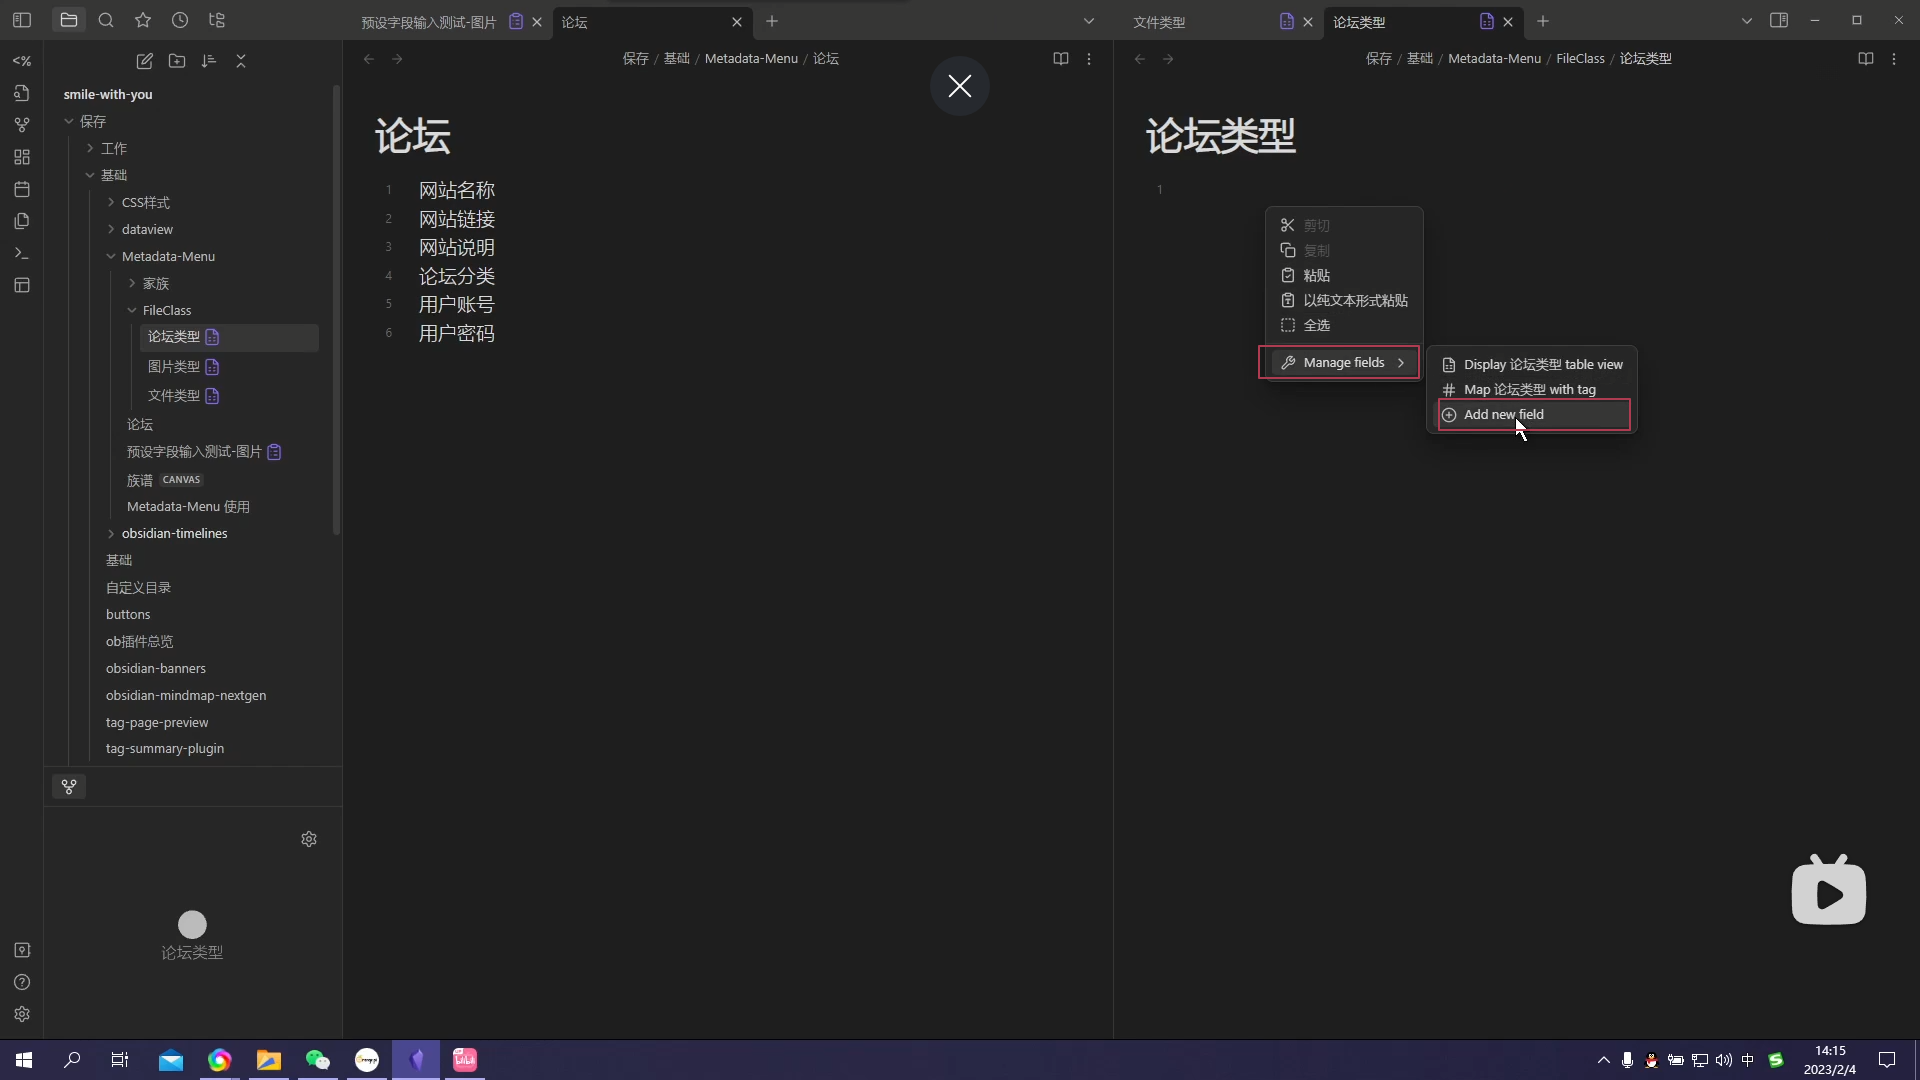 预设字段输入测试-图片
论坛
文件类型
论坛类型
保存 / 基础 / Metadata-Menu / 论坛
保存 / 基础 / Metadata-Menu / FileClass / 论坛类型
smile-with-you
保存
工作
基础
CSS样式
dataview
Metadata-Menu
家族
FileClass
论坛类型
图片类型
文件类型
论坛
预设字段输入测试-图片
族谱 CANVAS
Metadata-Menu 使用
obsidian-timelines
基础
自定义目录
buttons
ob插件总览
obsidian-banners
obsidian-mindmap-nextgen
tag-page-preview
tag-summary-plugin
论坛类型
论坛
1 网站名称
2 网站链接
3 网站说明
4 论坛分类
5 用户账号
6 用户密码
论坛类型
1
剪切
复制
粘贴
以纯文本形式粘贴
全选
Manage fields
Display 论坛类型 table view
Map 论坛类型 with tag
Add new field
bilibili
中
14:15
2023/2/4